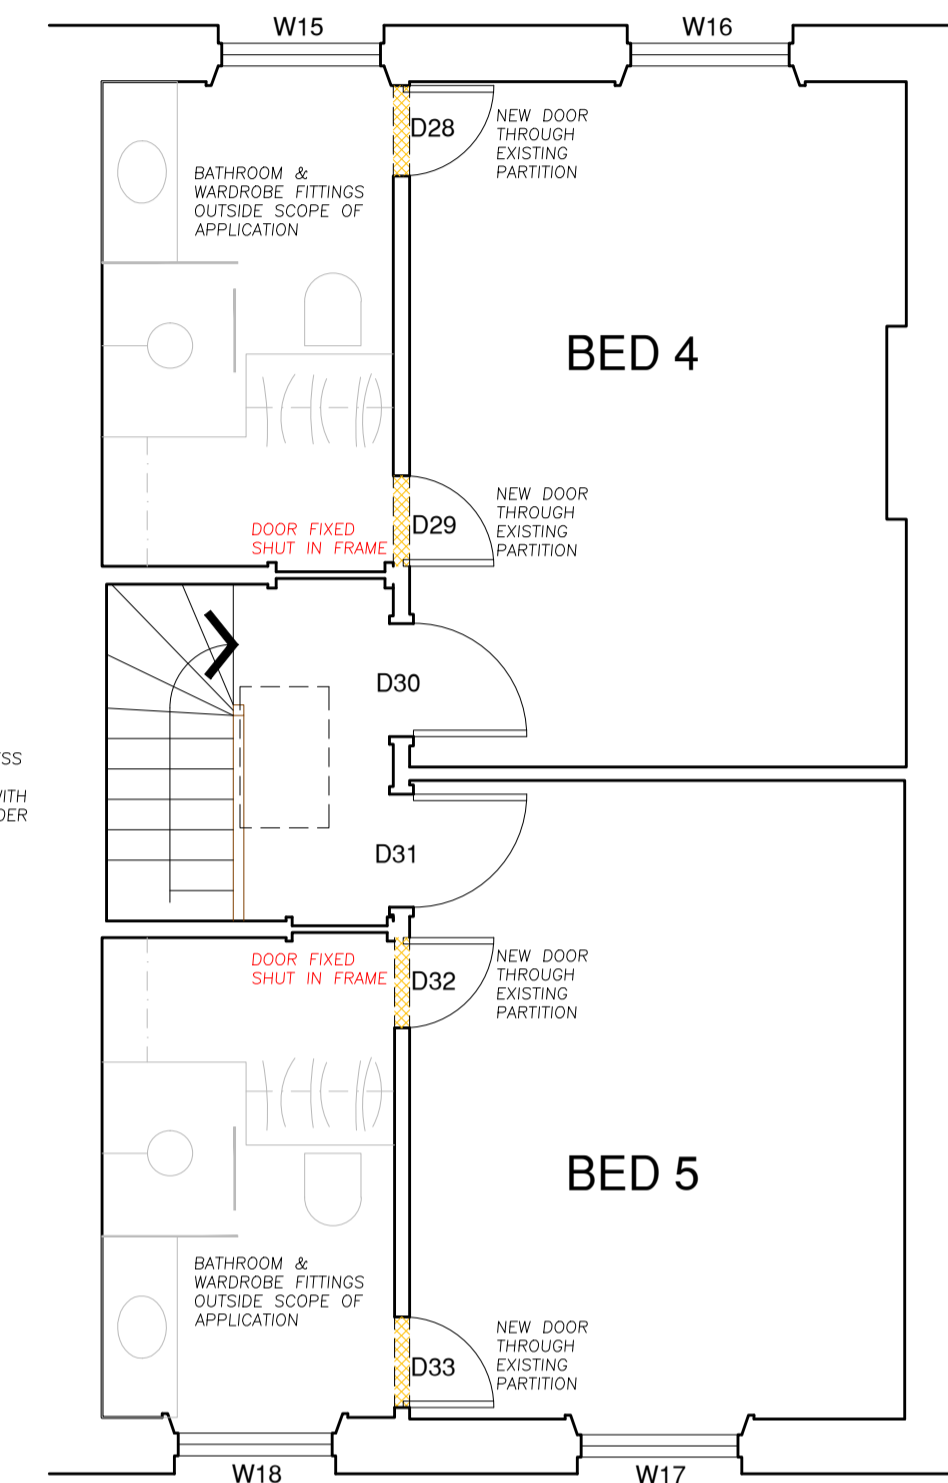 W15
W16
D28
NEW DOOR
THROUGH
EXISTING
PARTITION
BATHROOM &
WARDROBE FITTINGS
OUTSIDE SCOPE OF
APPLICATION
BED 4
D29
NEW DOOR
THROUGH
EXISTING
PARTITION
DOOR FIXED
SHUT IN FRAME
D30
D31
DOOR FIXED
SHUT IN FRAME
D32
NEW DOOR
THROUGH
EXISTING
PARTITION
BED 5
BATHROOM &
WARDROBE FITTINGS
OUTSIDE SCOPE OF
APPLICATION
D33
NEW DOOR
THROUGH
EXISTING
PARTITION
W18
W17